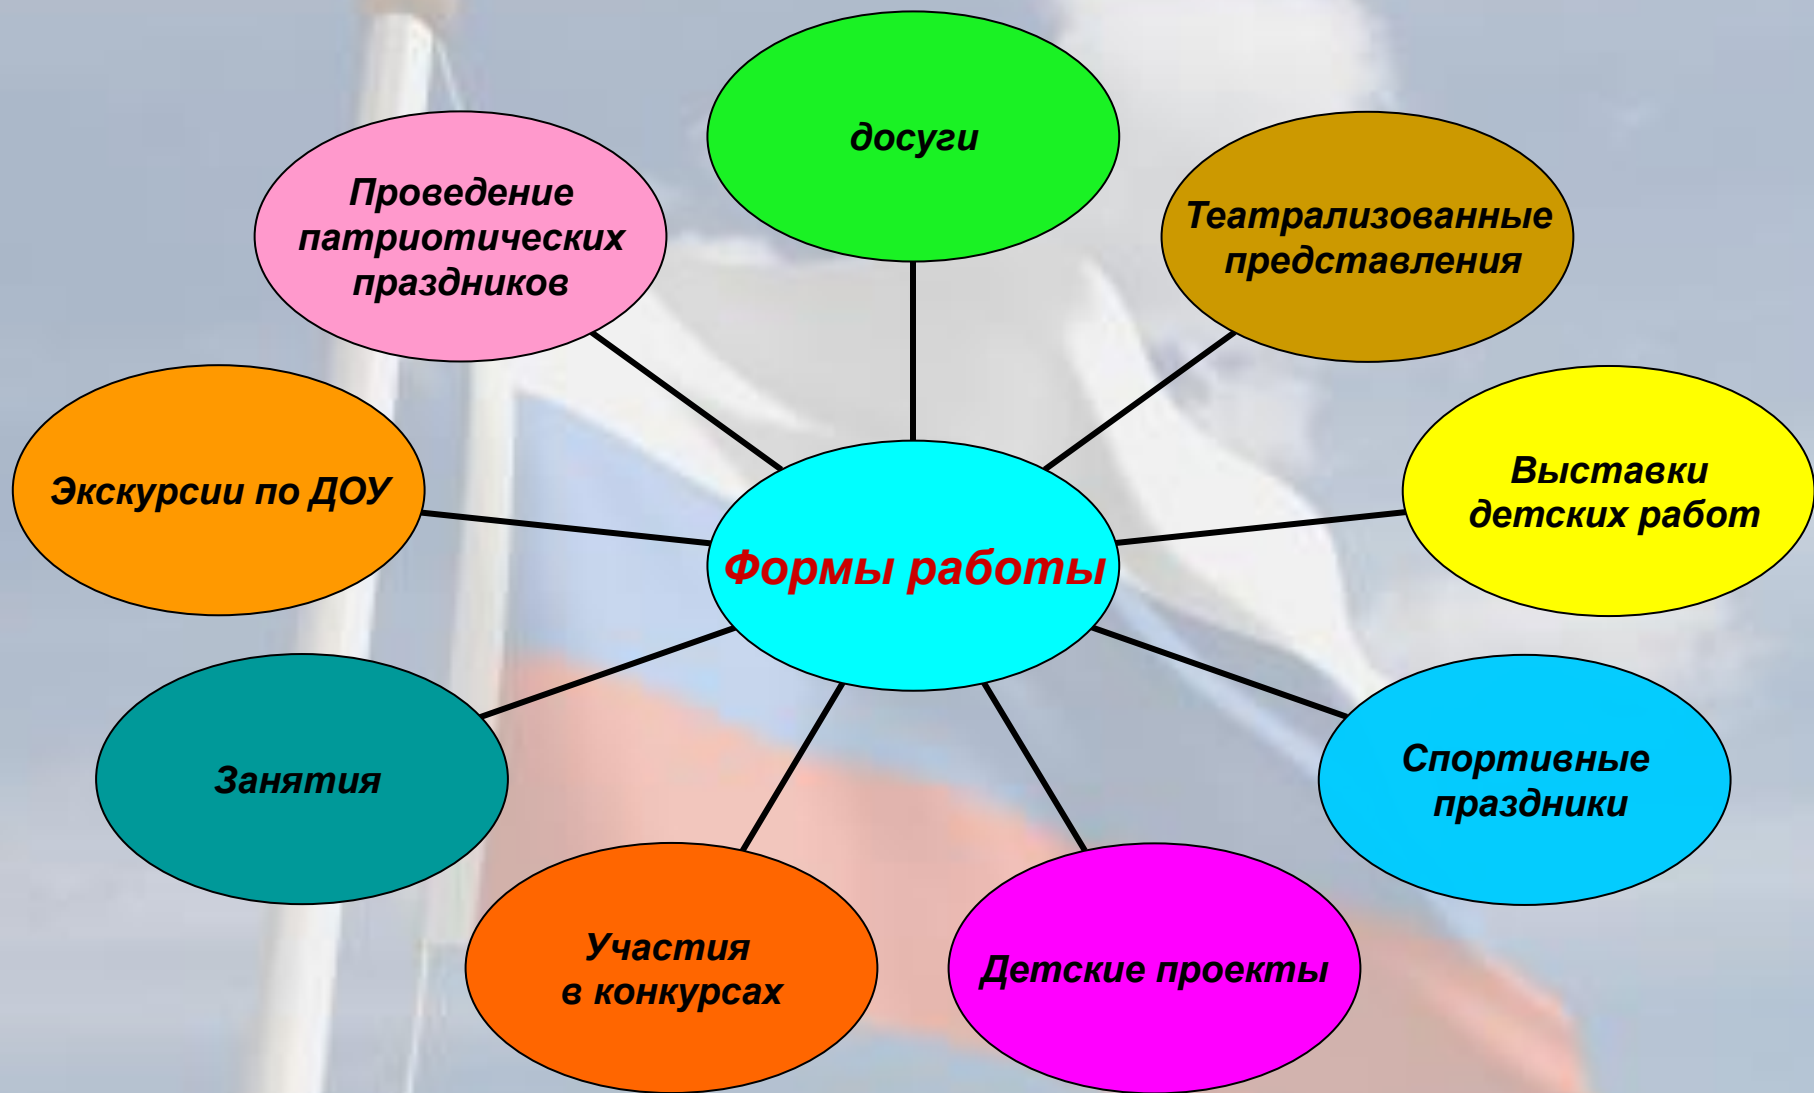 досуги
Проведение
патриотических
праздников
Театрализованные
представления
Экскурсии по ДОУ
Выставки
детских работ
Формы работы
Занятия
Спортивные
праздники
Участия
в конкурсах
Детские проекты